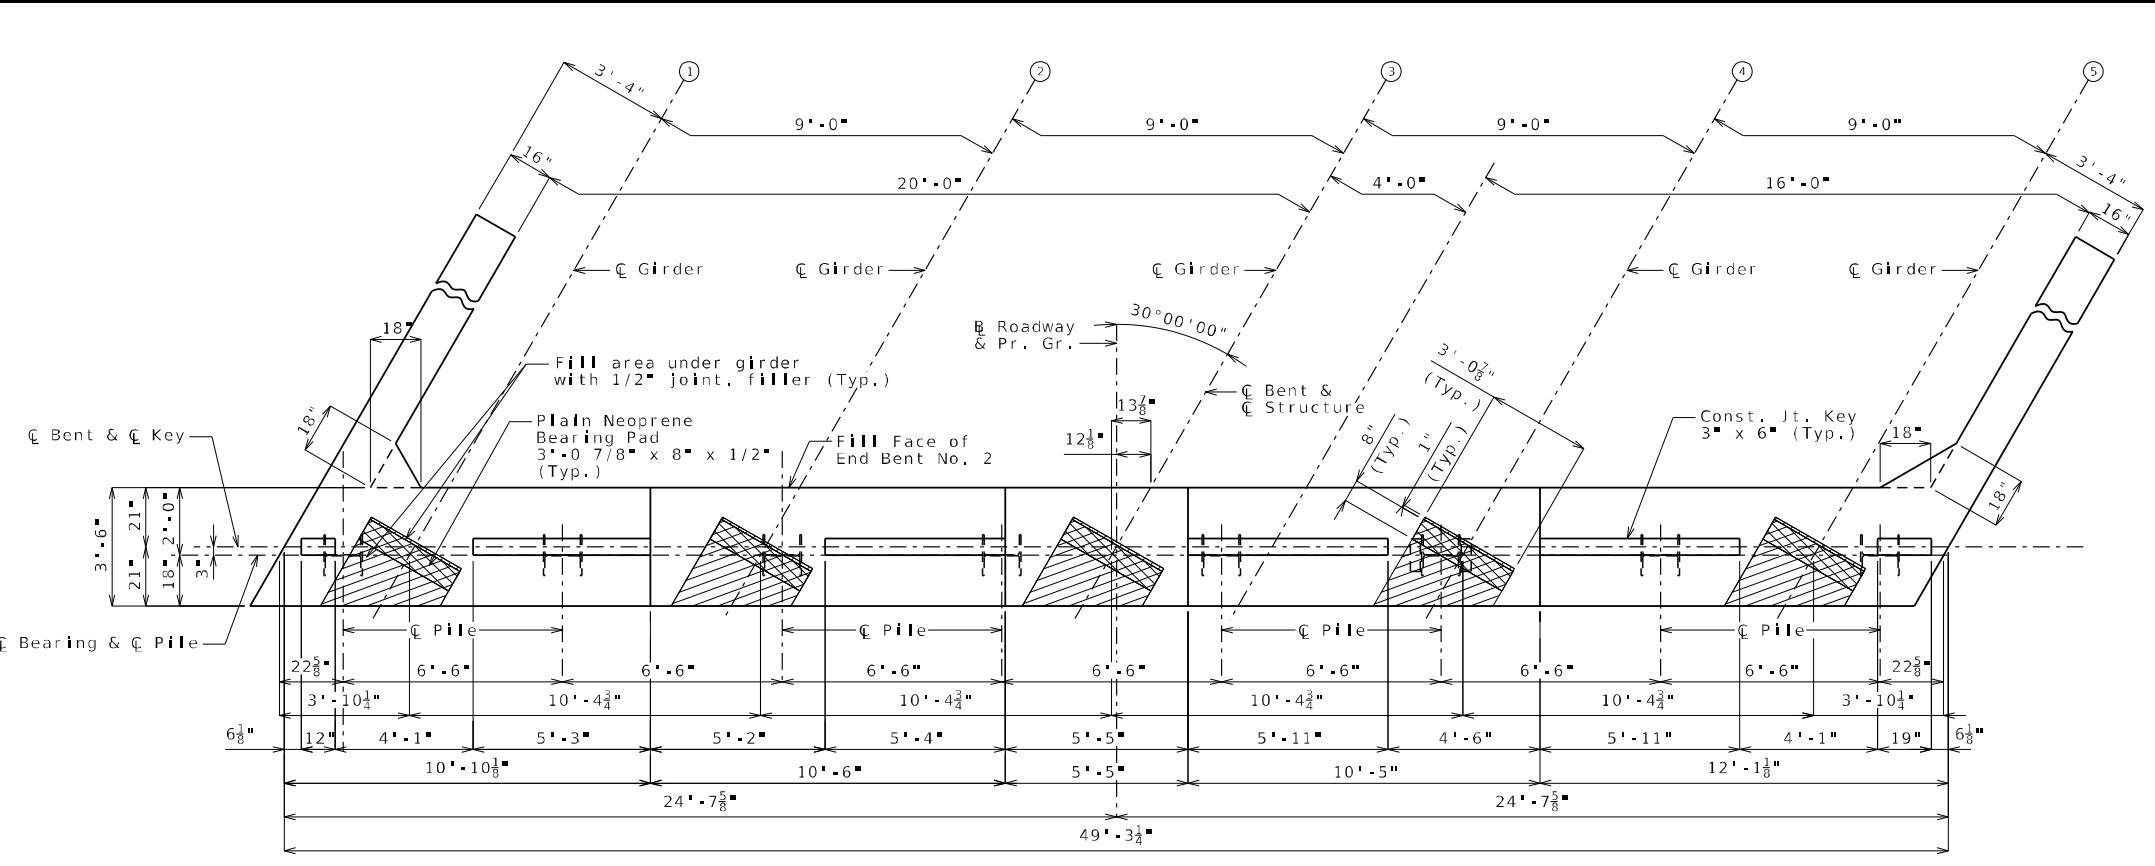 1 2 3 4 5
3'-4"
9'-0" 9'-0" 9'-0" 9'-0"
16" 3'-4"
20'-0" 4'-0" 16'-0"
16"
℄ Girder ℄ Girder ℄ Girder ℄ Girder ℄ Girder
18"
30°00'00"
B̲L Roadway
& Pr. Gr.
Fill area under girder
with 1/2" joint. filler (Typ.)
3'-0 7/8"
(Typ.)
℄ Bent &
℄ Structure
13 7/8"
18"
Plain Neoprene
Bearing Pad
3'-0 7/8" x 8" x 1/2"
(Typ.)
Fill Face of
End Bent No. 2
12 1/8"
8"
(Typ.)
1"
(Typ.)
Const. Jt. Key
3" x 6" (Typ.)
18"
18"
℄ Bent & ℄ Key
3'-6"
21"
21"
2'-0"
18"
3"
℄ Bearing & ℄ Pile
℄ Pile ℄ Pile ℄ Pile ℄ Pile
22 5/8" 6'-6" 6'-6" 6'-6" 6'-6" 6'-6" 6'-6" 6'-6" 22 5/8"
3'-10 1/4" 10'-4 3/4" 10'-4 3/4" 10'-4 3/4" 10'-4 3/4" 3'-10 1/4"
6 1/8" 12" 4'-1" 5'-3" 5'-2" 5'-4" 5'-5" 5'-11" 4'-6" 5'-11" 4'-1" 19" 6 1/8"
10'-10 1/8" 10'-6" 5'-5" 10'-5" 12'-1 1/8"
24'-7 5/8" 24'-7 5/8"
49'-3 1/4"